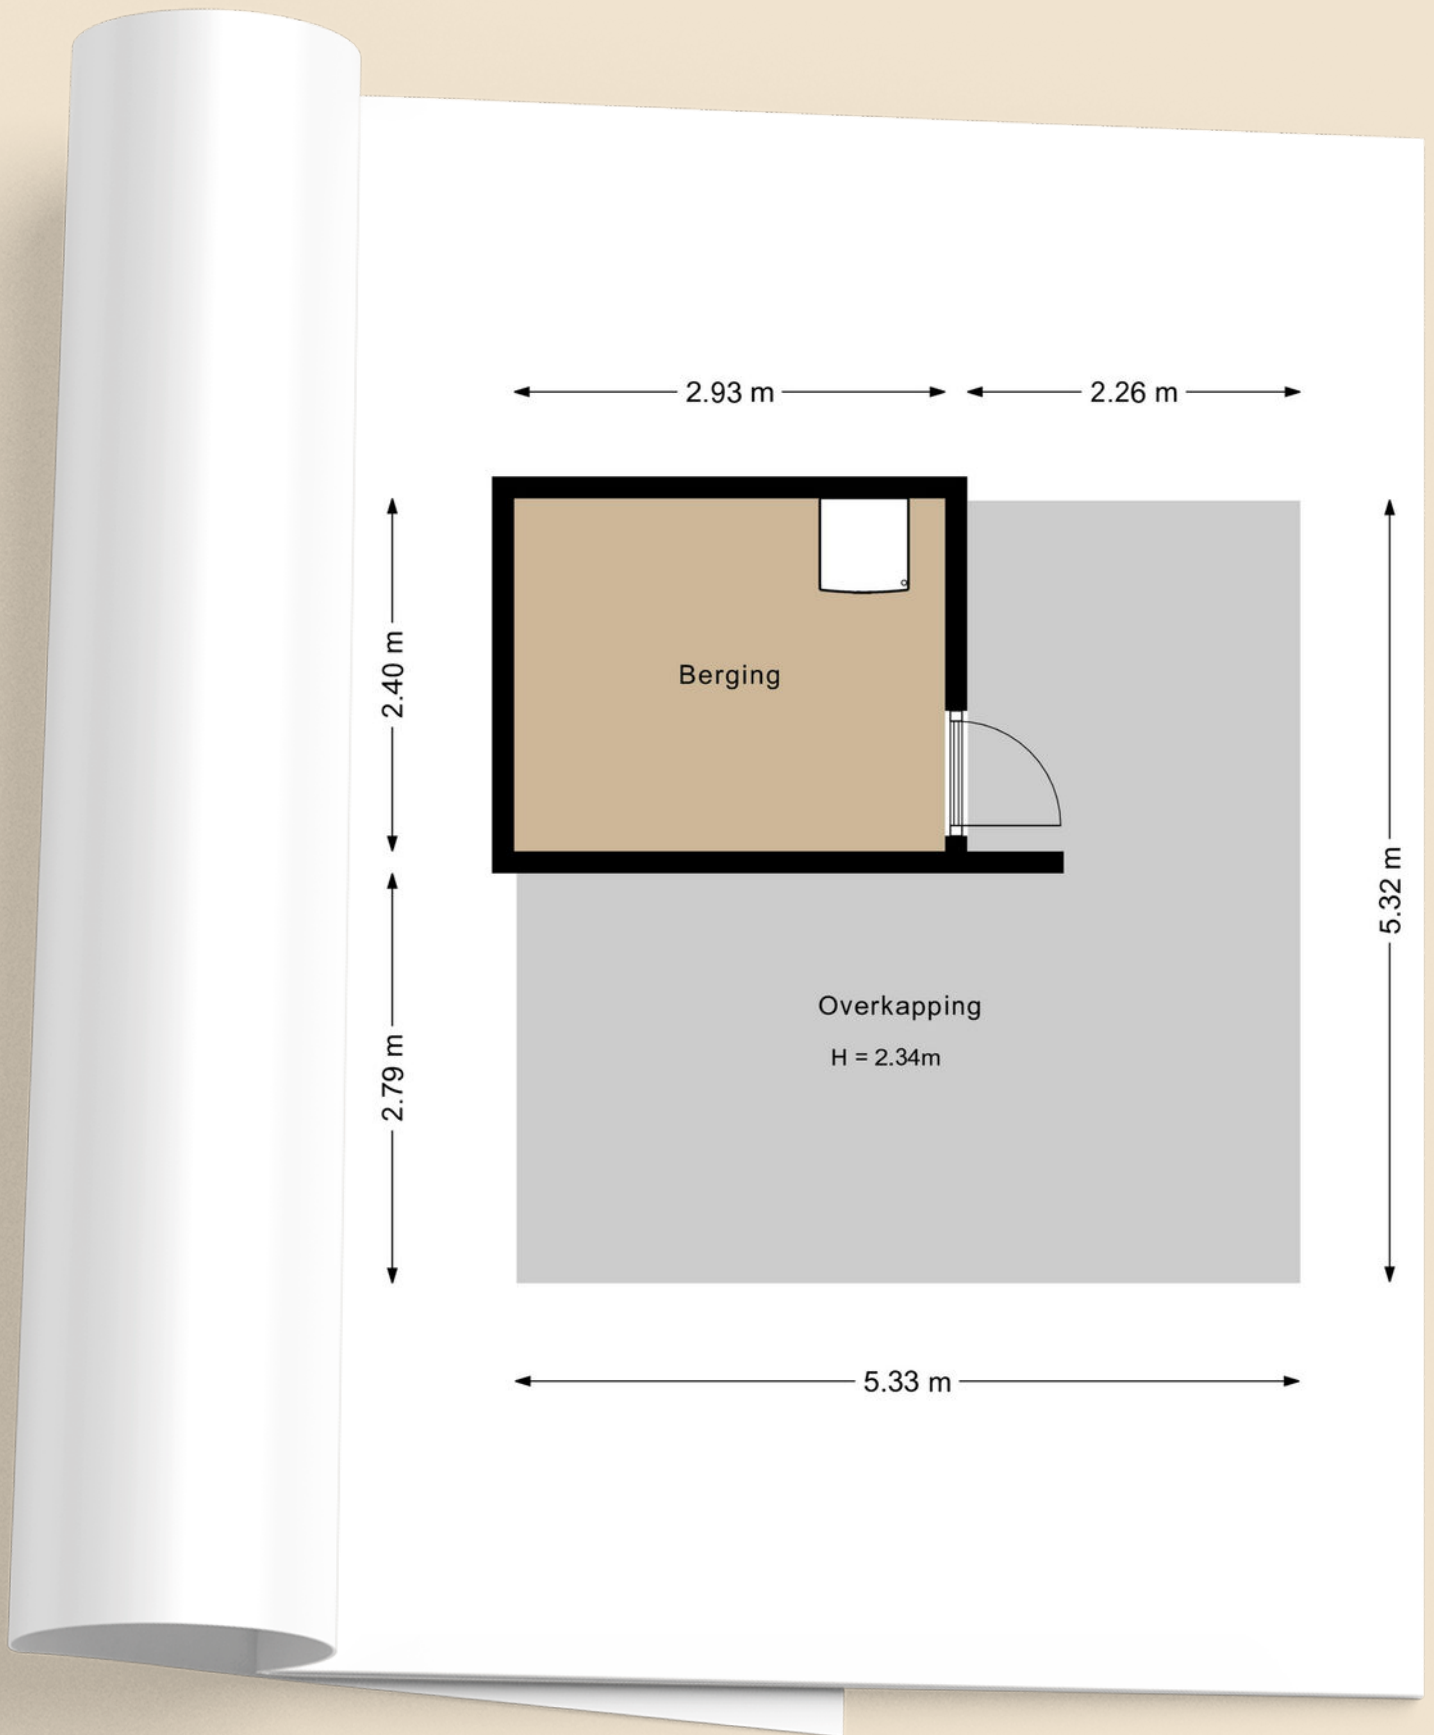 2.93 m
2.26 m
2.40 m
Berging
5.32 m
Overkapping
H = 2.34m
2.79 m
5.33 m